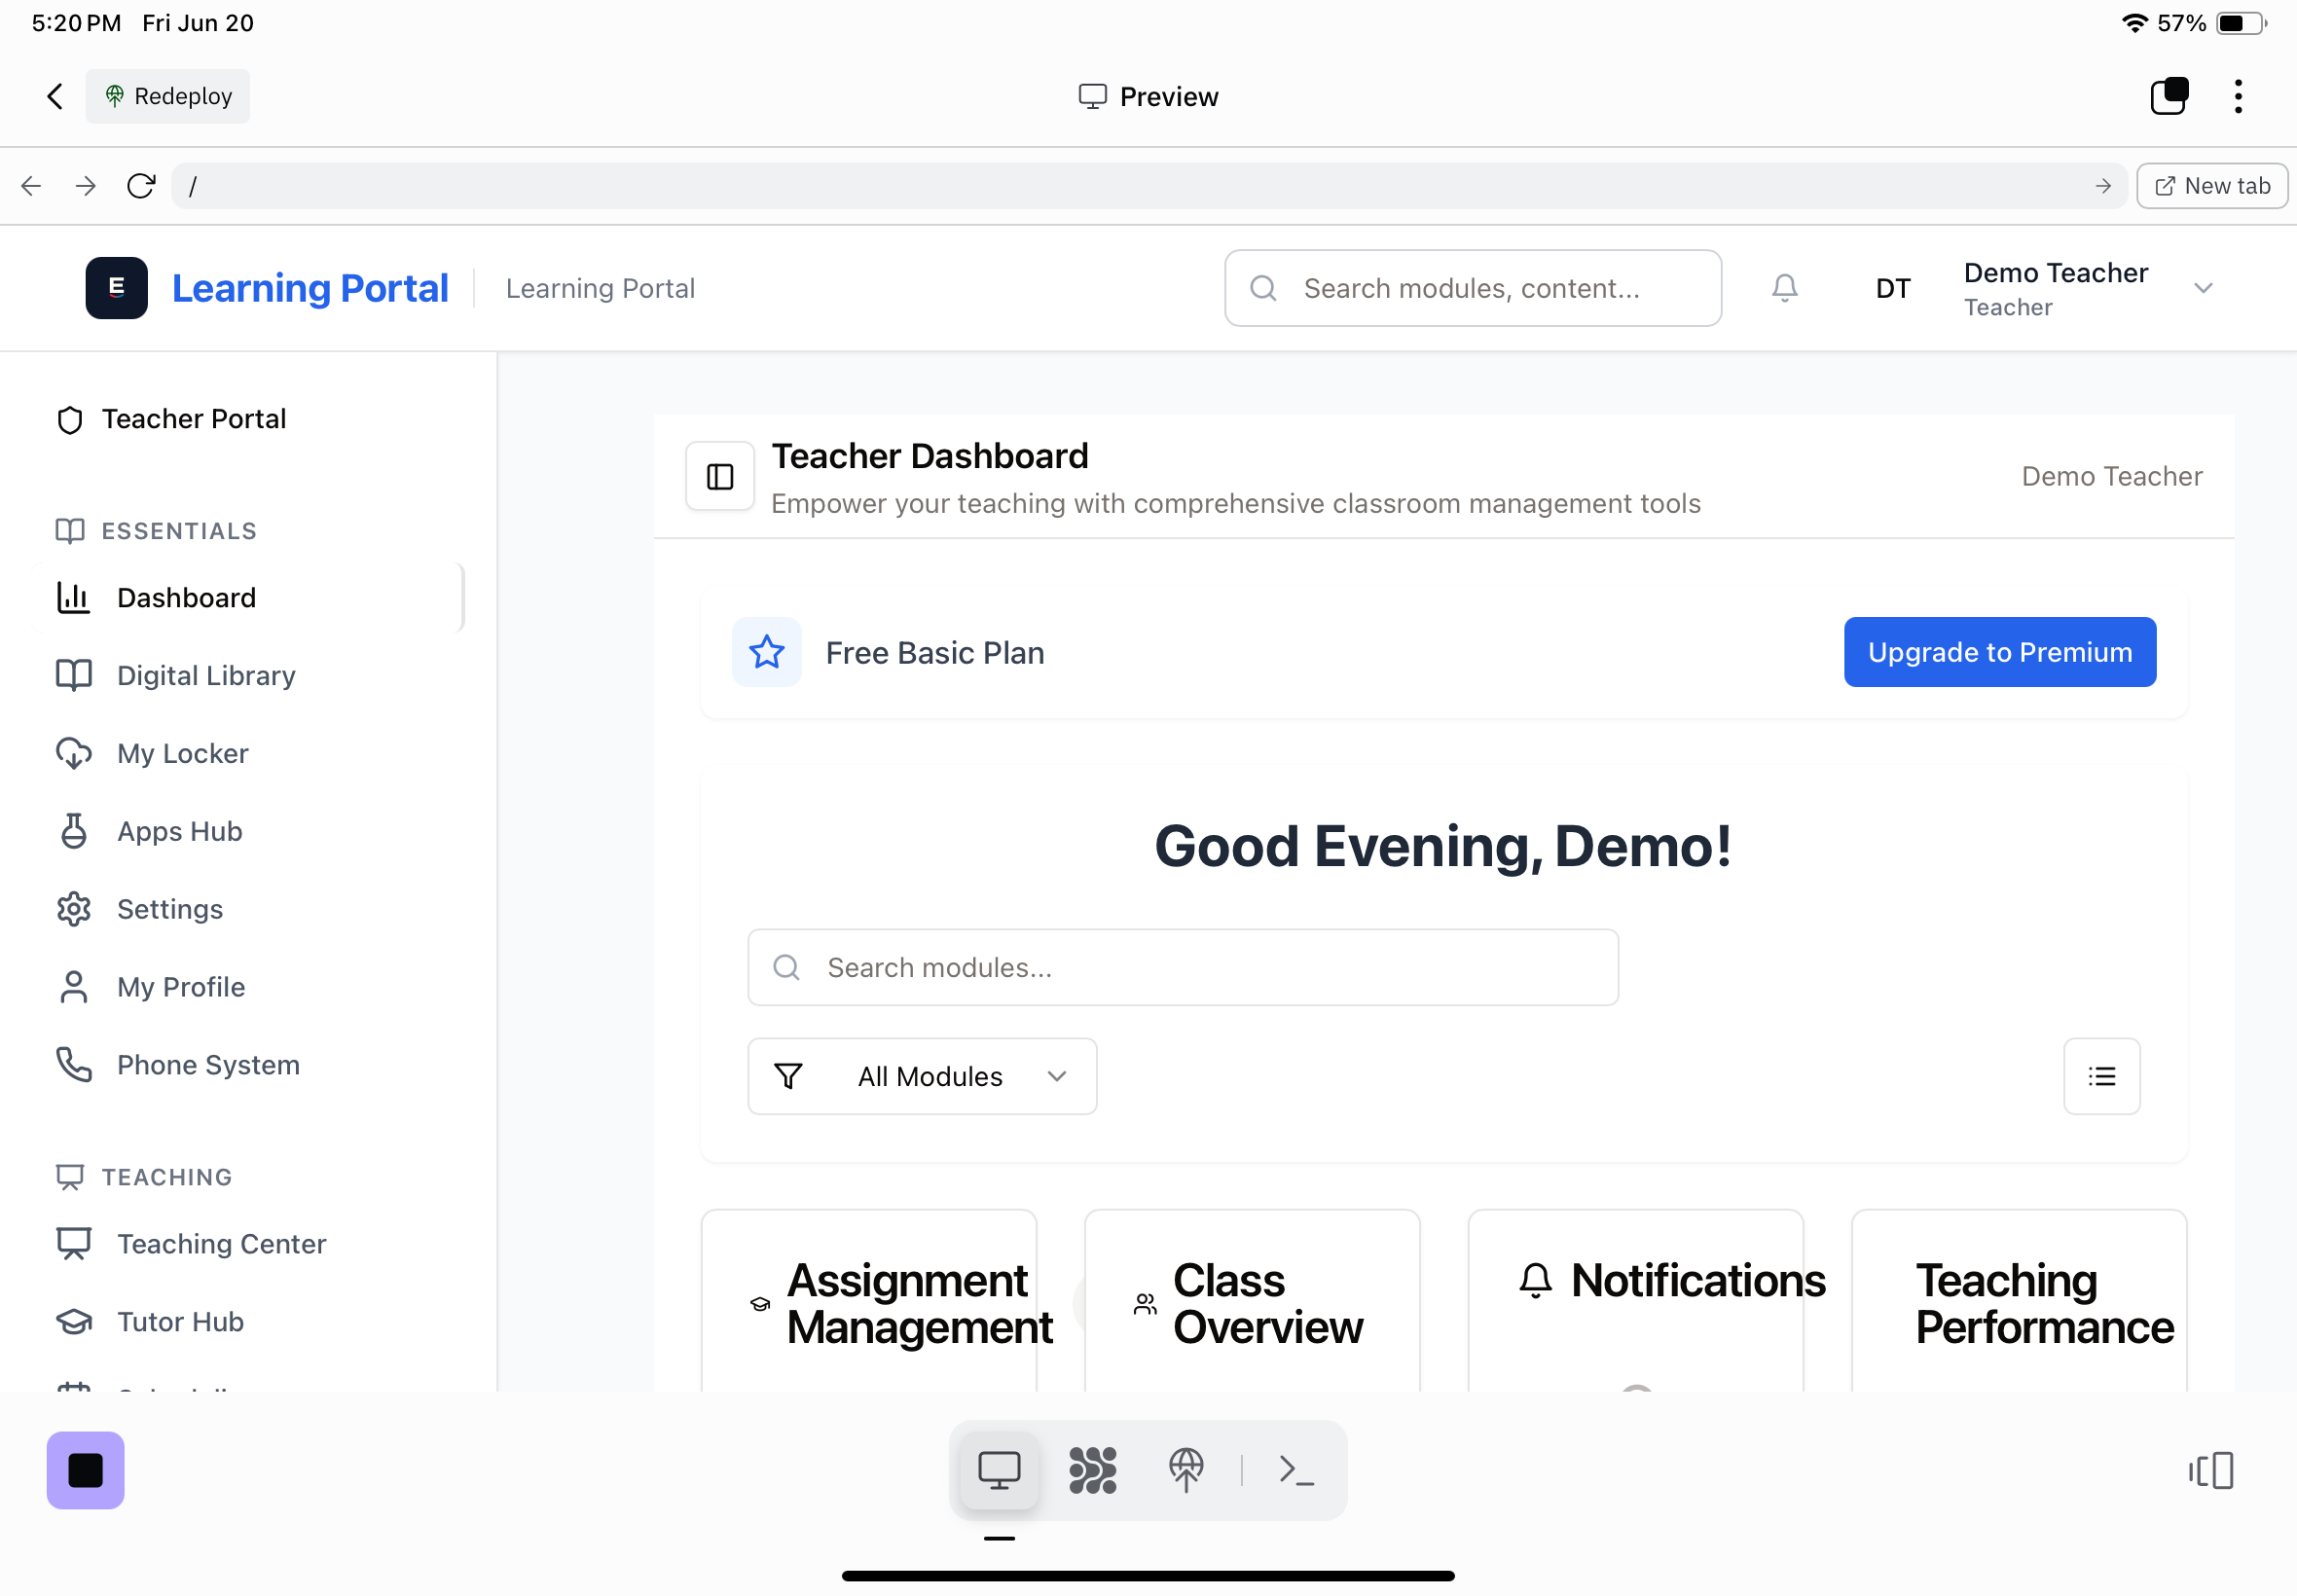 5:20 PM Fri Jun 20
57%
Redeploy
Preview
/
New tab
E
Learning Portal
Learning Portal
Search modules, content...
DT
Demo Teacher
Teacher
Teacher Portal
ESSENTIALS
Dashboard
Digital Library
My Locker
Apps Hub
Settings
My Profile
Phone System
TEACHING
Teaching Center
Tutor Hub
Teacher Dashboard
Empower your teaching with comprehensive classroom management tools
Demo Teacher
Free Basic Plan
Upgrade to Premium
Good Evening, Demo!
Search modules...
All Modules
Assignment
Management
Class
Overview
Notifications
Teaching
Performance